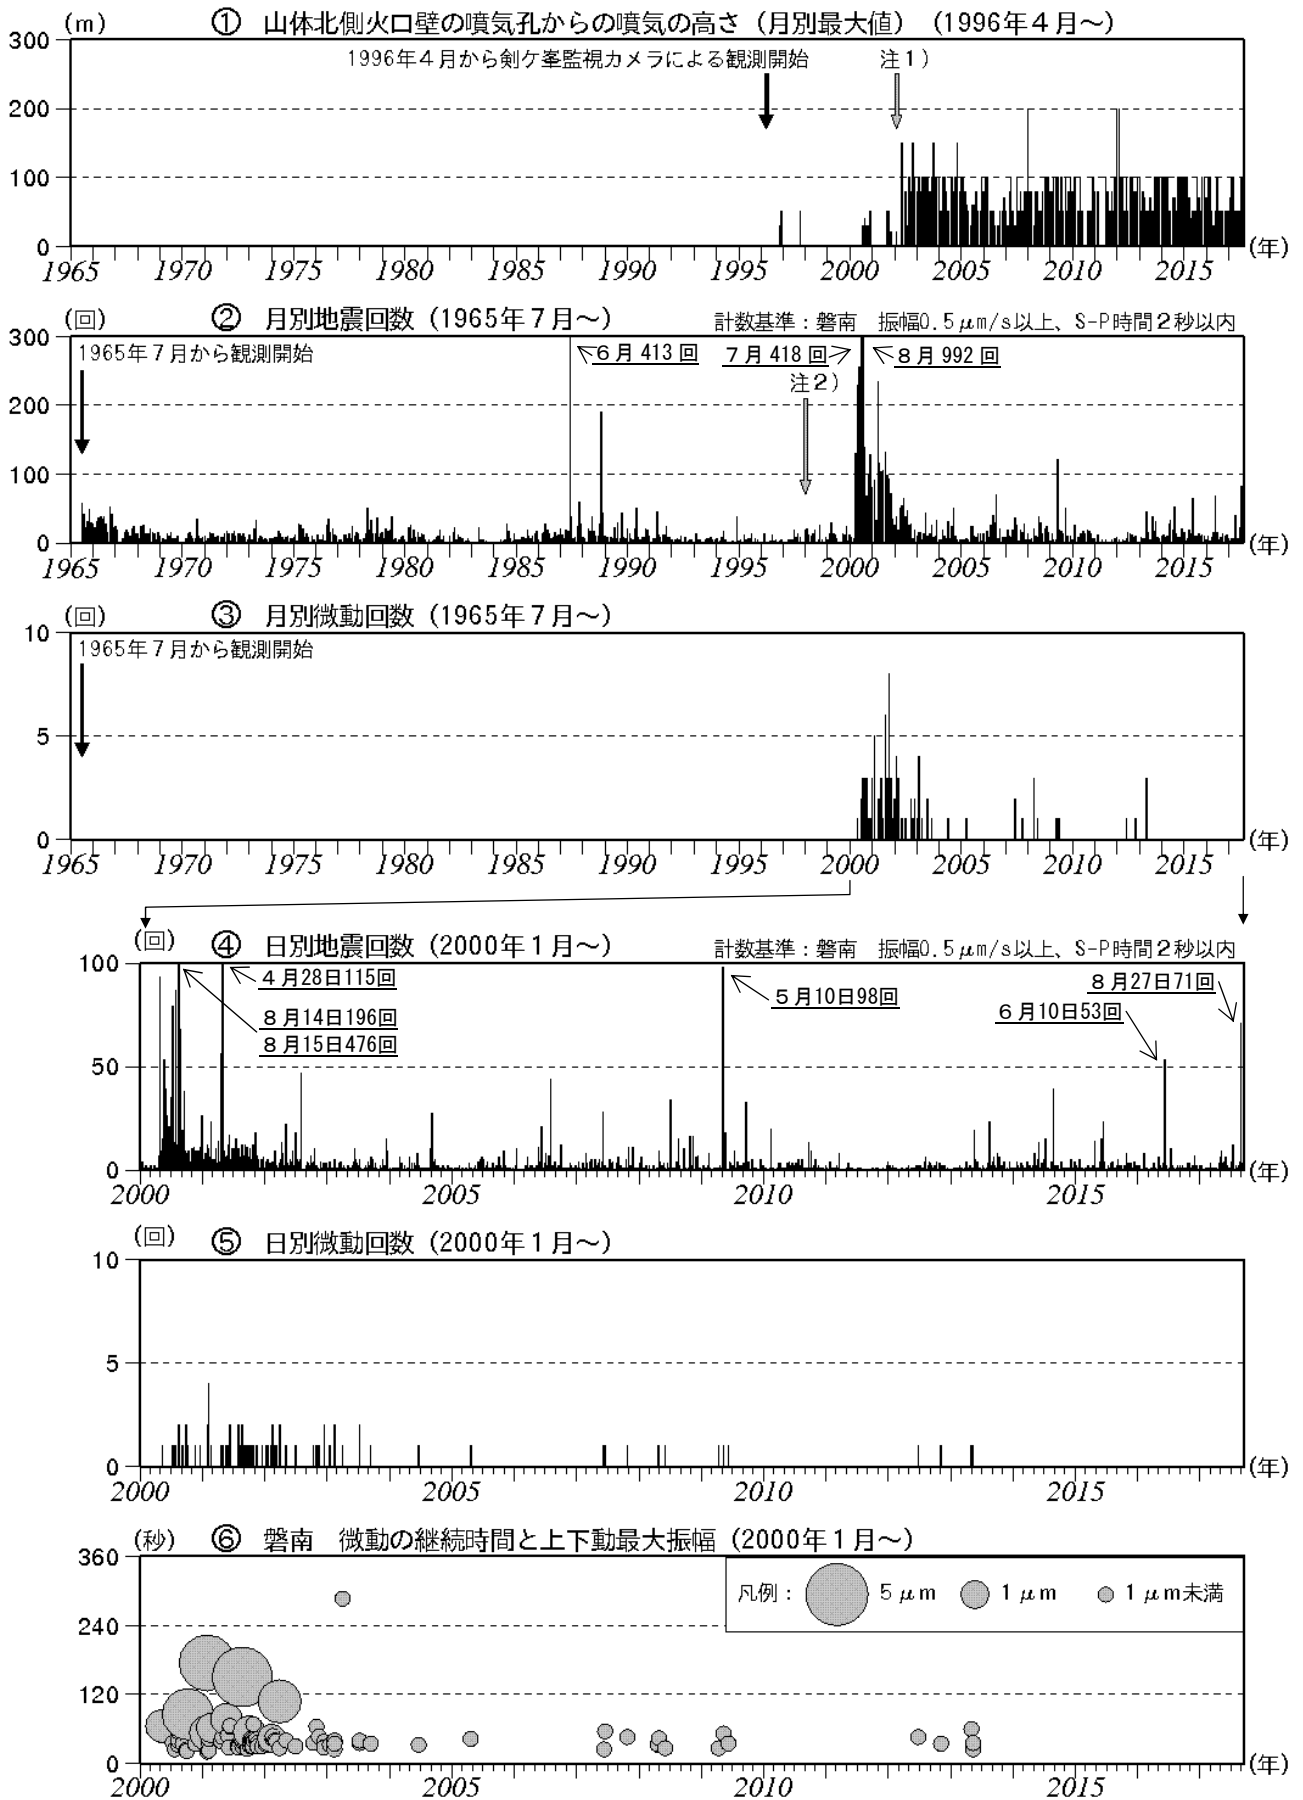 (m) ① 山体北側火口壁の噴気孔からの噴気の高さ（月別最大値）（1996年４月～）
300
1996年４月から剣ケ峯監視カメラによる観測開始 注１)
200
100
0
1965 1970 1975 1980 1985 1990 1995 2000 2005 2010 2015 (年)
(回) ② 月別地震回数（1965年７月～） 計数基準：磐南 振幅0.5μm/s以上、S-P時間２秒以内
300
1965年７月から観測開始 ６月 413 回 ７月 418 回 ８月 992 回
注２)
200
100
0
1965 1970 1975 1980 1985 1990 1995 2000 2005 2010 2015 (年)
(回) ③ 月別微動回数（1965年７月～）
10
1965年７月から観測開始
5
0
1965 1970 1975 1980 1985 1990 1995 2000 2005 2010 2015 (年)
(回) ④ 日別地震回数（2000年１月～） 計数基準：磐南 振幅0.5μm/s以上、S-P時間２秒以内
100
４月28日115回 ８月27日71回
５月10日98回
８月14日196回 ６月10日53回
８月15日476回
50
0
2000 2005 2010 2015 (年)
(回) ⑤ 日別微動回数（2000年１月～）
10
5
0
2000 2005 2010 2015 (年)
(秒) ⑥ 磐南 微動の継続時間と上下動最大振幅（2000年１月～）
360
凡例： 5 μm 1 μm 1 μm未満
240
120
0
2000 2005 2010 2015 (年)